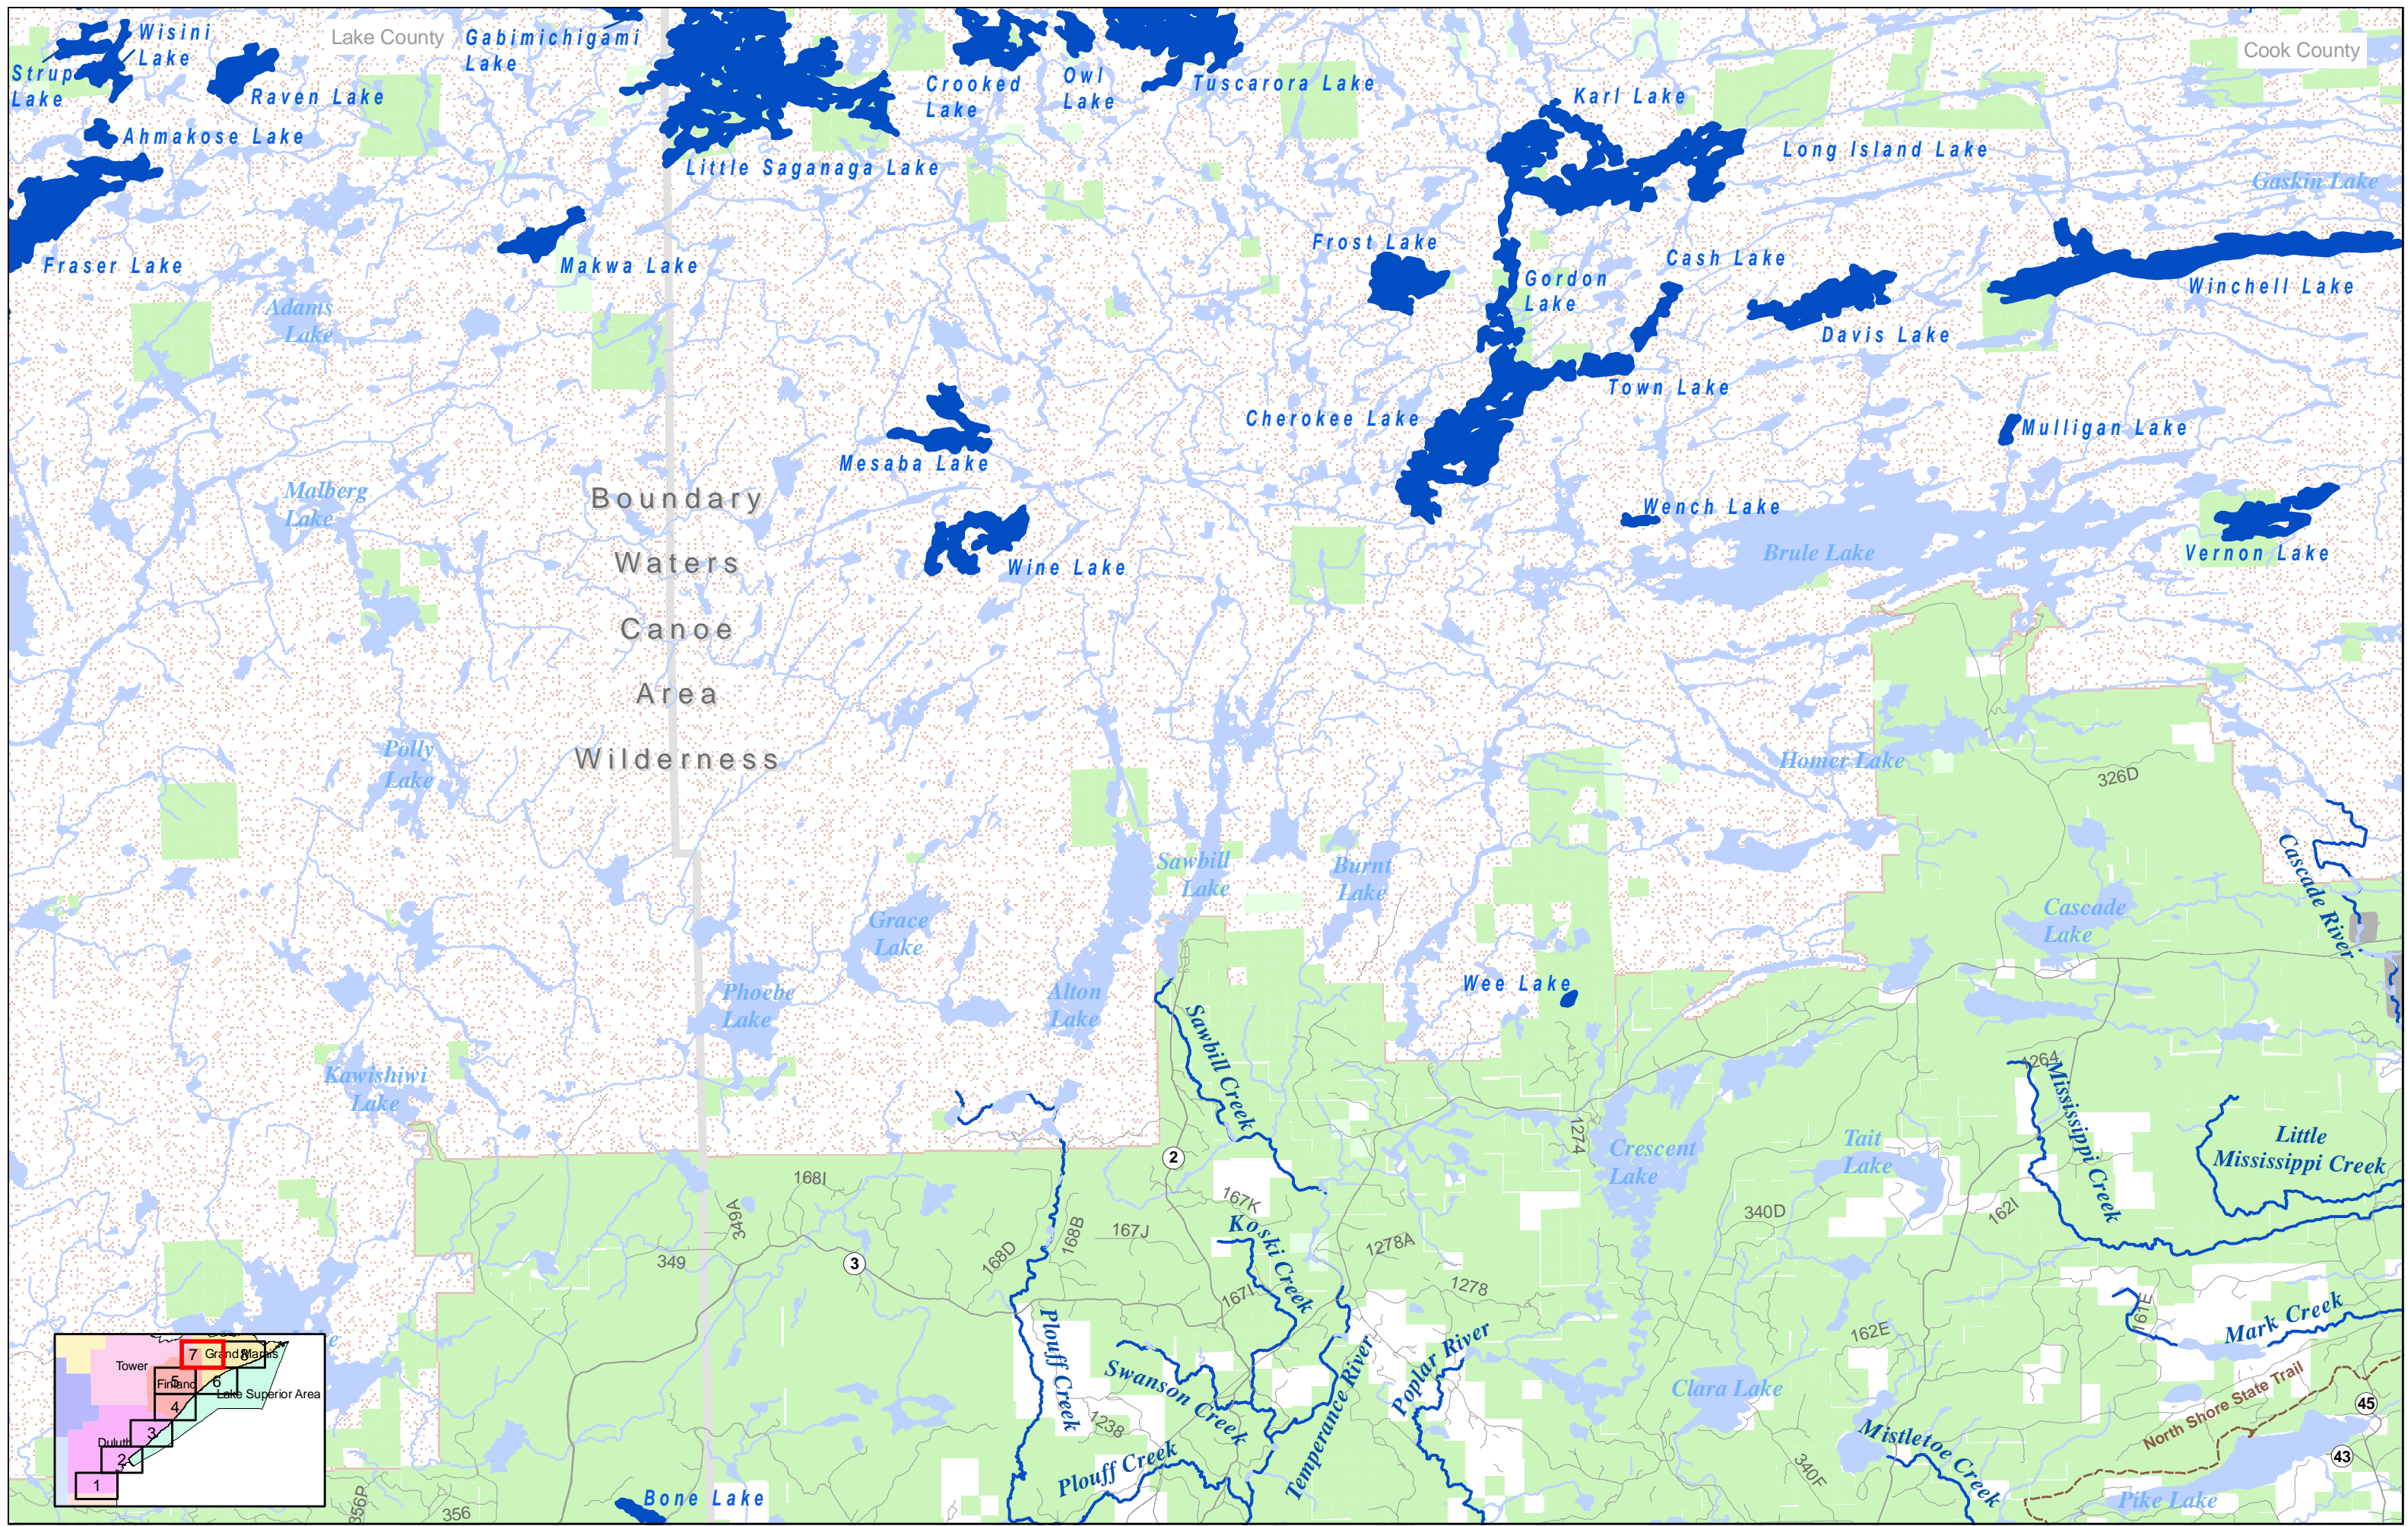 Wisini
Lake
Strup
Lake
Raven Lake
Lake County
Gabimichigami
Lake
Crooked
Lake
Owl
Lake
Tuscarora Lake
Karl Lake
Cook County
Ahmakose Lake
Little Saganaga Lake
Long Island Lake
Gaskin Lake
Fraser Lake
Makwa Lake
Frost Lake
Gordon
Lake
Cash Lake
Winchell Lake
Adams
Lake
Davis Lake
Town Lake
Cherokee Lake
Mulligan Lake
Mesaba Lake
Malberg
Lake
Boundary
Waters
Canoe
Area
Wilderness
Wench Lake
Brule Lake
Vernon Lake
Wine Lake
Polly
Lake
Homer Lake
326D
Cascade River
Sawbill
Lake
Burnt
Lake
Grace
Lake
Cascade
Lake
Phoebe
Lake
Alton
Lake
Wee Lake
Sawbill Creek
Kawishiwi
Lake
1264
Mississippi Creek
Little
Mississippi Creek
1274
Crescent
Lake
Tait
Lake
2
168I
349A
167K
Koski Creek
168B
167J
168D
349
3
1278A
1278
340D
162I
167I
Plouff Creek
161E
Mark Creek
162E
Swanson Creek
1238
Plouff Creek
Temperance River
Poplar River
Clara Lake
North Shore State Trail
45
43
Mistletoe Creek
340F
Pike Lake
Bone Lake
356P
356
e
7
Grand Marais
8
Tower
Finland
5
6
Lake Superior Area
4
3
Duluth
2
1